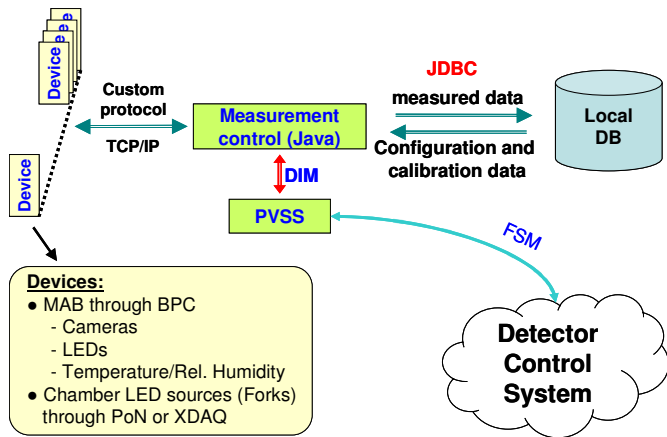 e
Device
Device
Custom
protocol
TCP/IP
Measurement
control (Java)
JDBC
measured data
Configuration and
calibration data
Local
DB
DIM
PVSS
FSM
Devices:
● MAB through BPC
- Cameras
- LEDs
- Temperature/Rel. Humidity
● Chamber LED sources (Forks)
through PoN or XDAQ
Detector
Control
System